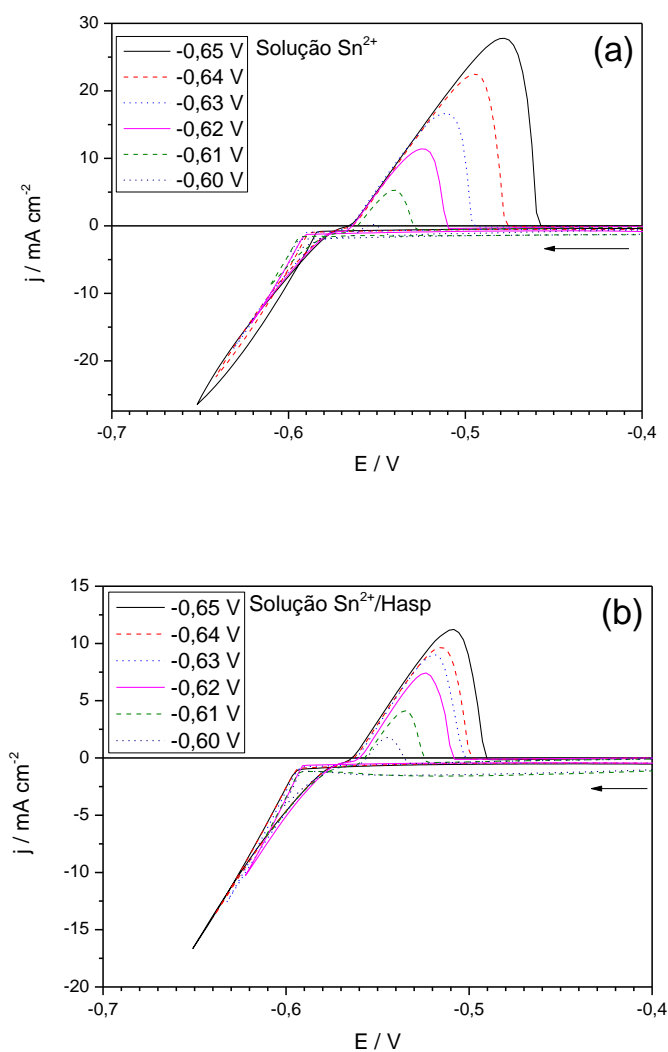 30
20
10
0
-10
-20
j / mA cm-2
-0,65 V
-0,64 V
-0,63 V
-0,62 V
-0,61 V
-0,60 V
Solução Sn2+
(a)
-0,7
-0,6
-0,5
-0,4
E / V
15
10
5
0
-5
-10
-15
-20
j / mA cm-2
-0,65 V
-0,64 V
-0,63 V
-0,62 V
-0,61 V
-0,60 V
Solução Sn2+/Hasp
(b)
-0,7
-0,6
-0,5
-0,4
E / V